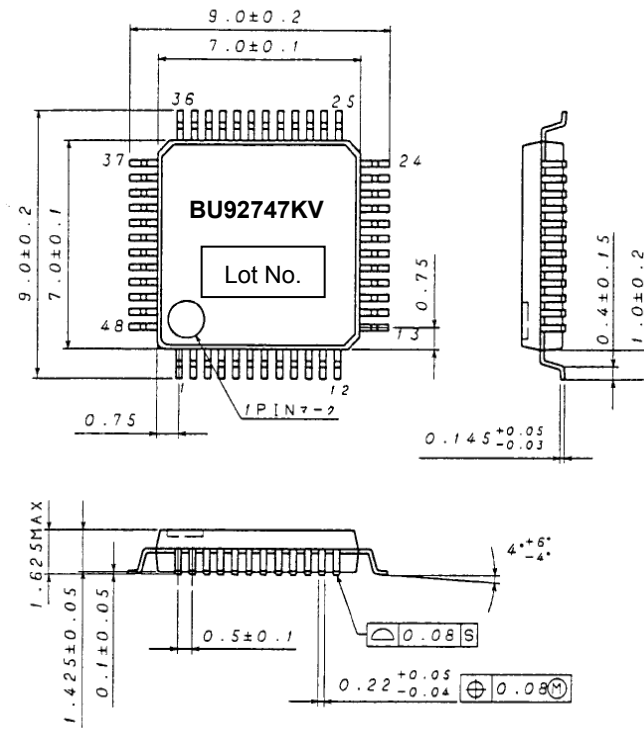 9.0±0.2
7.0±0.1
36
25
37
24
9.0±0.2
7.0±0.1
BU92747KV
Lot No.
0.75
48
13
1
12
1PINマーク
0.75
0.4±0.15
1.0±0.2
0.145 +0.05 -0.03
1.625MAX
1.425±0.05
0.1±0.05
0.5±0.1
4° +6° -4°
⌓ 0.08 S
0.22 +0.05 -0.04 ⌖ 0.08Ⓜ